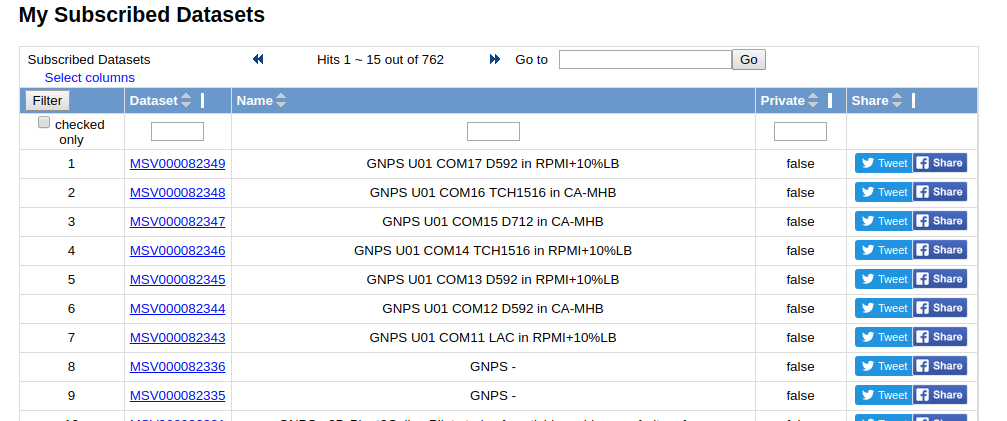 My Subscribed Datasets
Subscribed Datasets Hits 1 ~ 15 out of 762 Go to Go
Select columns
Filter Dataset Name Private Share
checked only
1 MSV000082349 GNPS U01 COM17 D592 in RPMI+10%LB false Tweet Share
2 MSV000082348 GNPS U01 COM16 TCH1516 in CA-MHB false Tweet Share
3 MSV000082347 GNPS U01 COM15 D712 in CA-MHB false Tweet Share
4 MSV000082346 GNPS U01 COM14 TCH1516 in RPMI+10%LB false Tweet Share
5 MSV000082345 GNPS U01 COM13 D592 in RPMI+10%LB false Tweet Share
6 MSV000082344 GNPS U01 COM12 D592 in CA-MHB false Tweet Share
7 MSV000082343 GNPS U01 COM11 LAC in RPMI+10%LB false Tweet Share
8 MSV000082336 GNPS - false Tweet Share
9 MSV000082335 GNPS - false Tweet Share